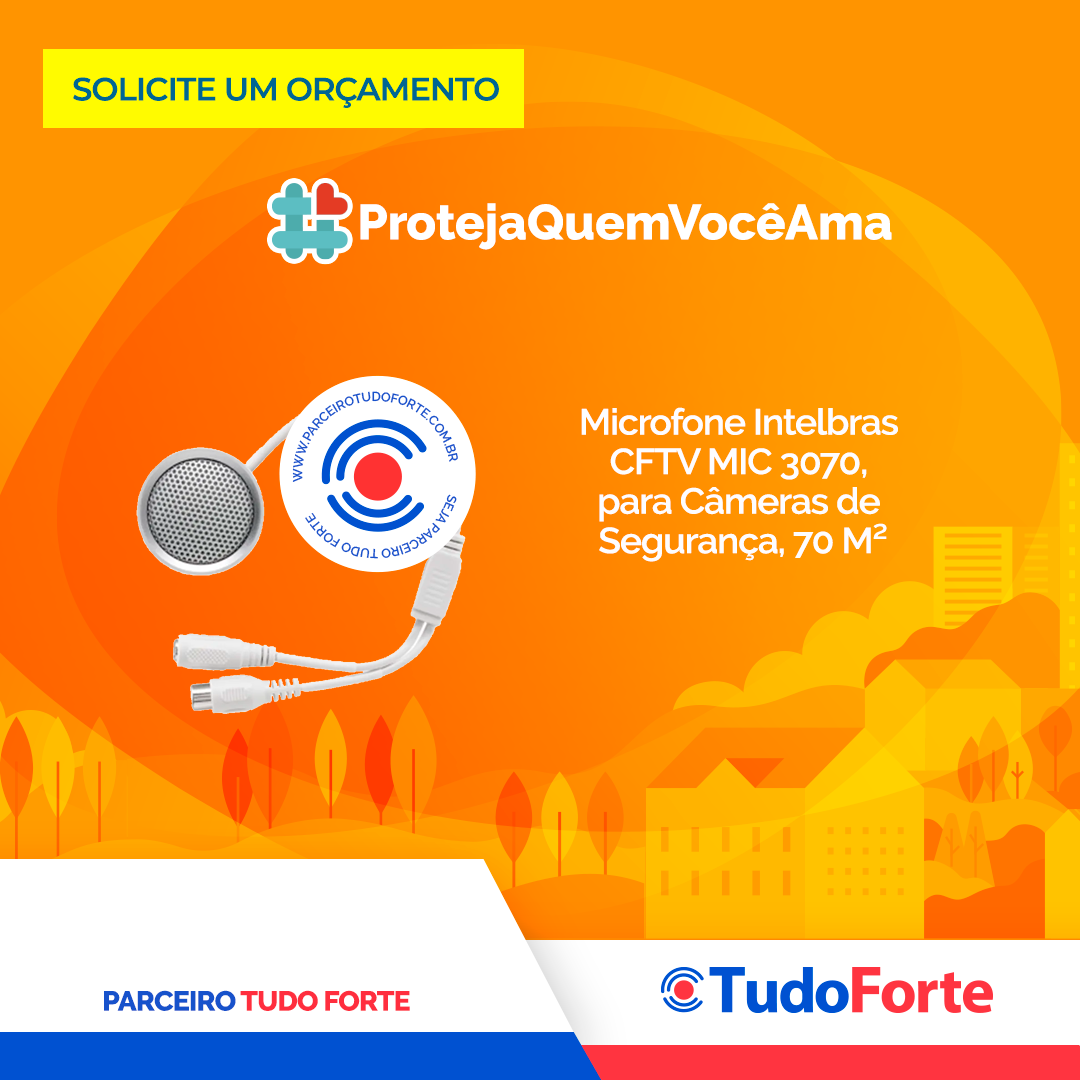 SOLICITE UM ORÇAMENTO
#ProtejaQuemVocêAma
WWW.PARCEIROTUDOFORTE.COM.BR
SEJA PARCEIRO TUDO FORTE
Microfone Intelbras
CFTV MIC 3070,
para Câmeras de
Segurança, 70 M²
PARCEIRO TUDO FORTE
TudoForte